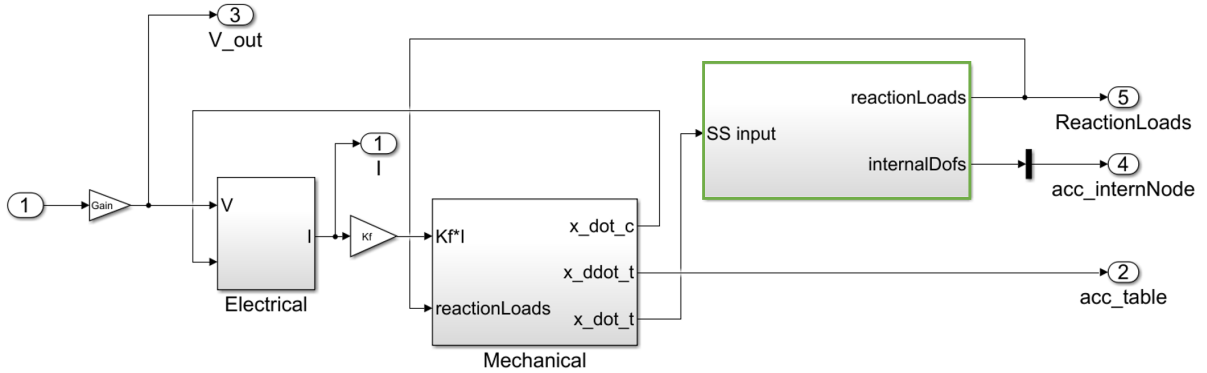 3
V_out
reactionLoads
5
ReactionLoads
SS input
1
I
internalDofs
4
acc_internNode
1
Gain
V
I
Electrical
Kf
Kf*I
x_dot_c
x_ddot_t
2
acc_table
reactionLoads
x_dot_t
Mechanical